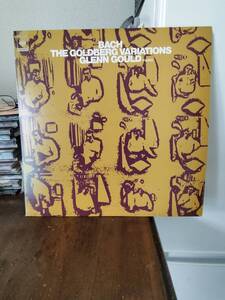 BACH
THE GOLDBERG VARIATIONS
GLENN GOULD